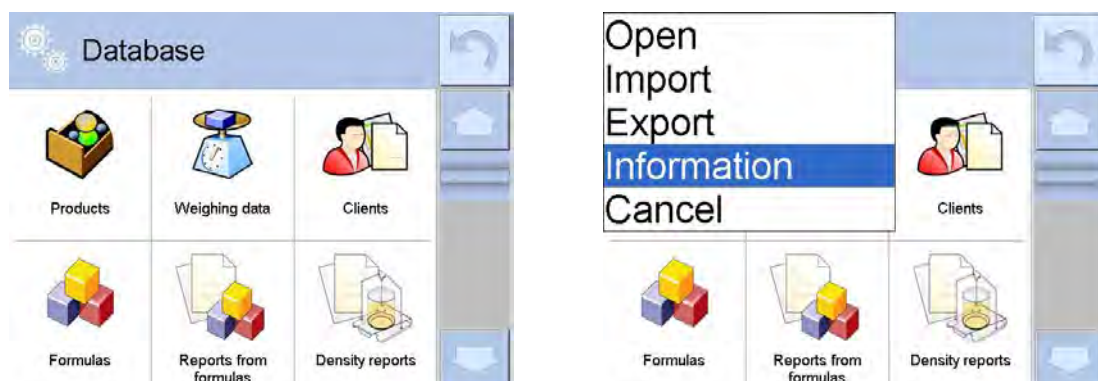 Database
Products
Weighing data
Clients
Formulas
Reports from
formulas
Density reports
Open
Import
Export
Information
Cancel
Clients
Formulas
Reports from
formulas
Density reports